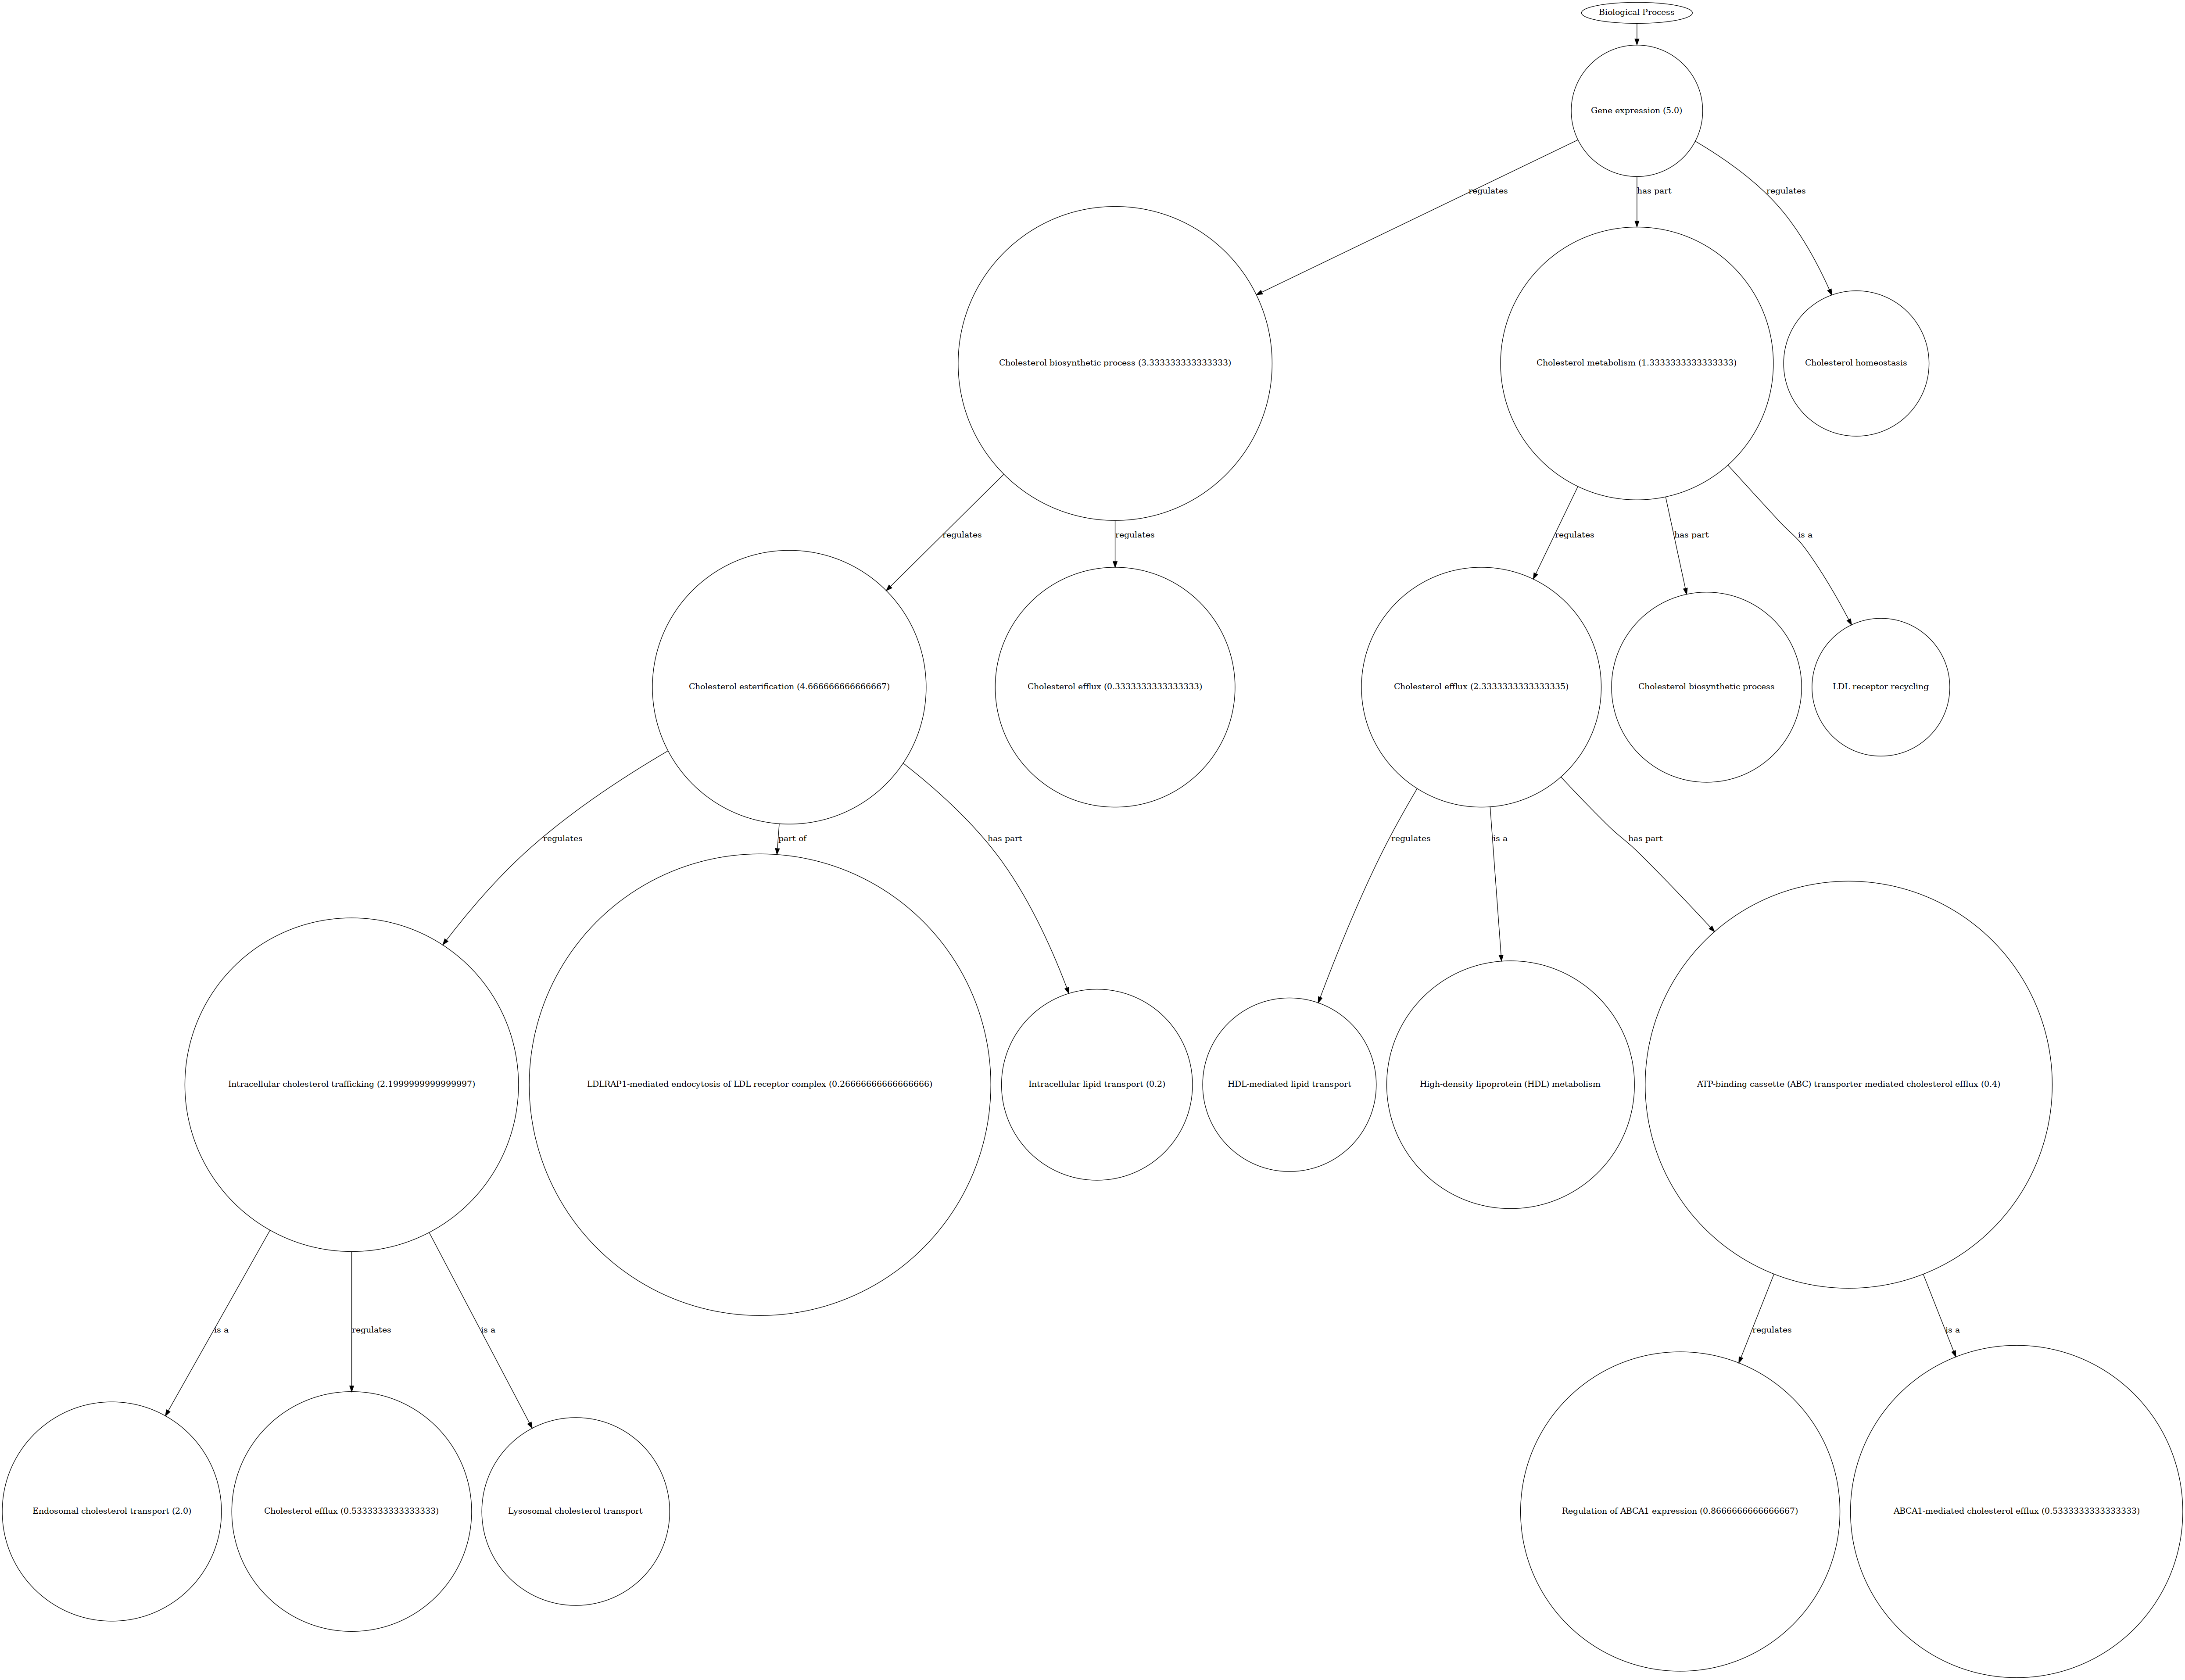 Biological Process
Gene expression (5.0)
regulates
has part
regulates
Cholesterol biosynthetic process (3.333333333333333)
Cholesterol metabolism (1.3333333333333333)
Cholesterol homeostasis
regulates
regulates
regulates
has part
is a
Cholesterol esterification (4.666666666666667)
Cholesterol efflux (0.3333333333333333)
Cholesterol efflux (2.3333333333333335)
Cholesterol biosynthetic process
LDL receptor recycling
regulates
part of
has part
regulates
is a
has part
Intracellular cholesterol trafficking (2.1999999999999997)
LDLRAP1-mediated endocytosis of LDL receptor complex (0.26666666666666666)
Intracellular lipid transport (0.2)
HDL-mediated lipid transport
High-density lipoprotein (HDL) metabolism
ATP-binding cassette (ABC) transporter mediated cholesterol efflux (0.4)
is a
regulates
is a
regulates
is a
Endosomal cholesterol transport (2.0)
Cholesterol efflux (0.5333333333333333)
Lysosomal cholesterol transport
Regulation of ABCA1 expression (0.8666666666666667)
ABCA1-mediated cholesterol efflux (0.5333333333333333)